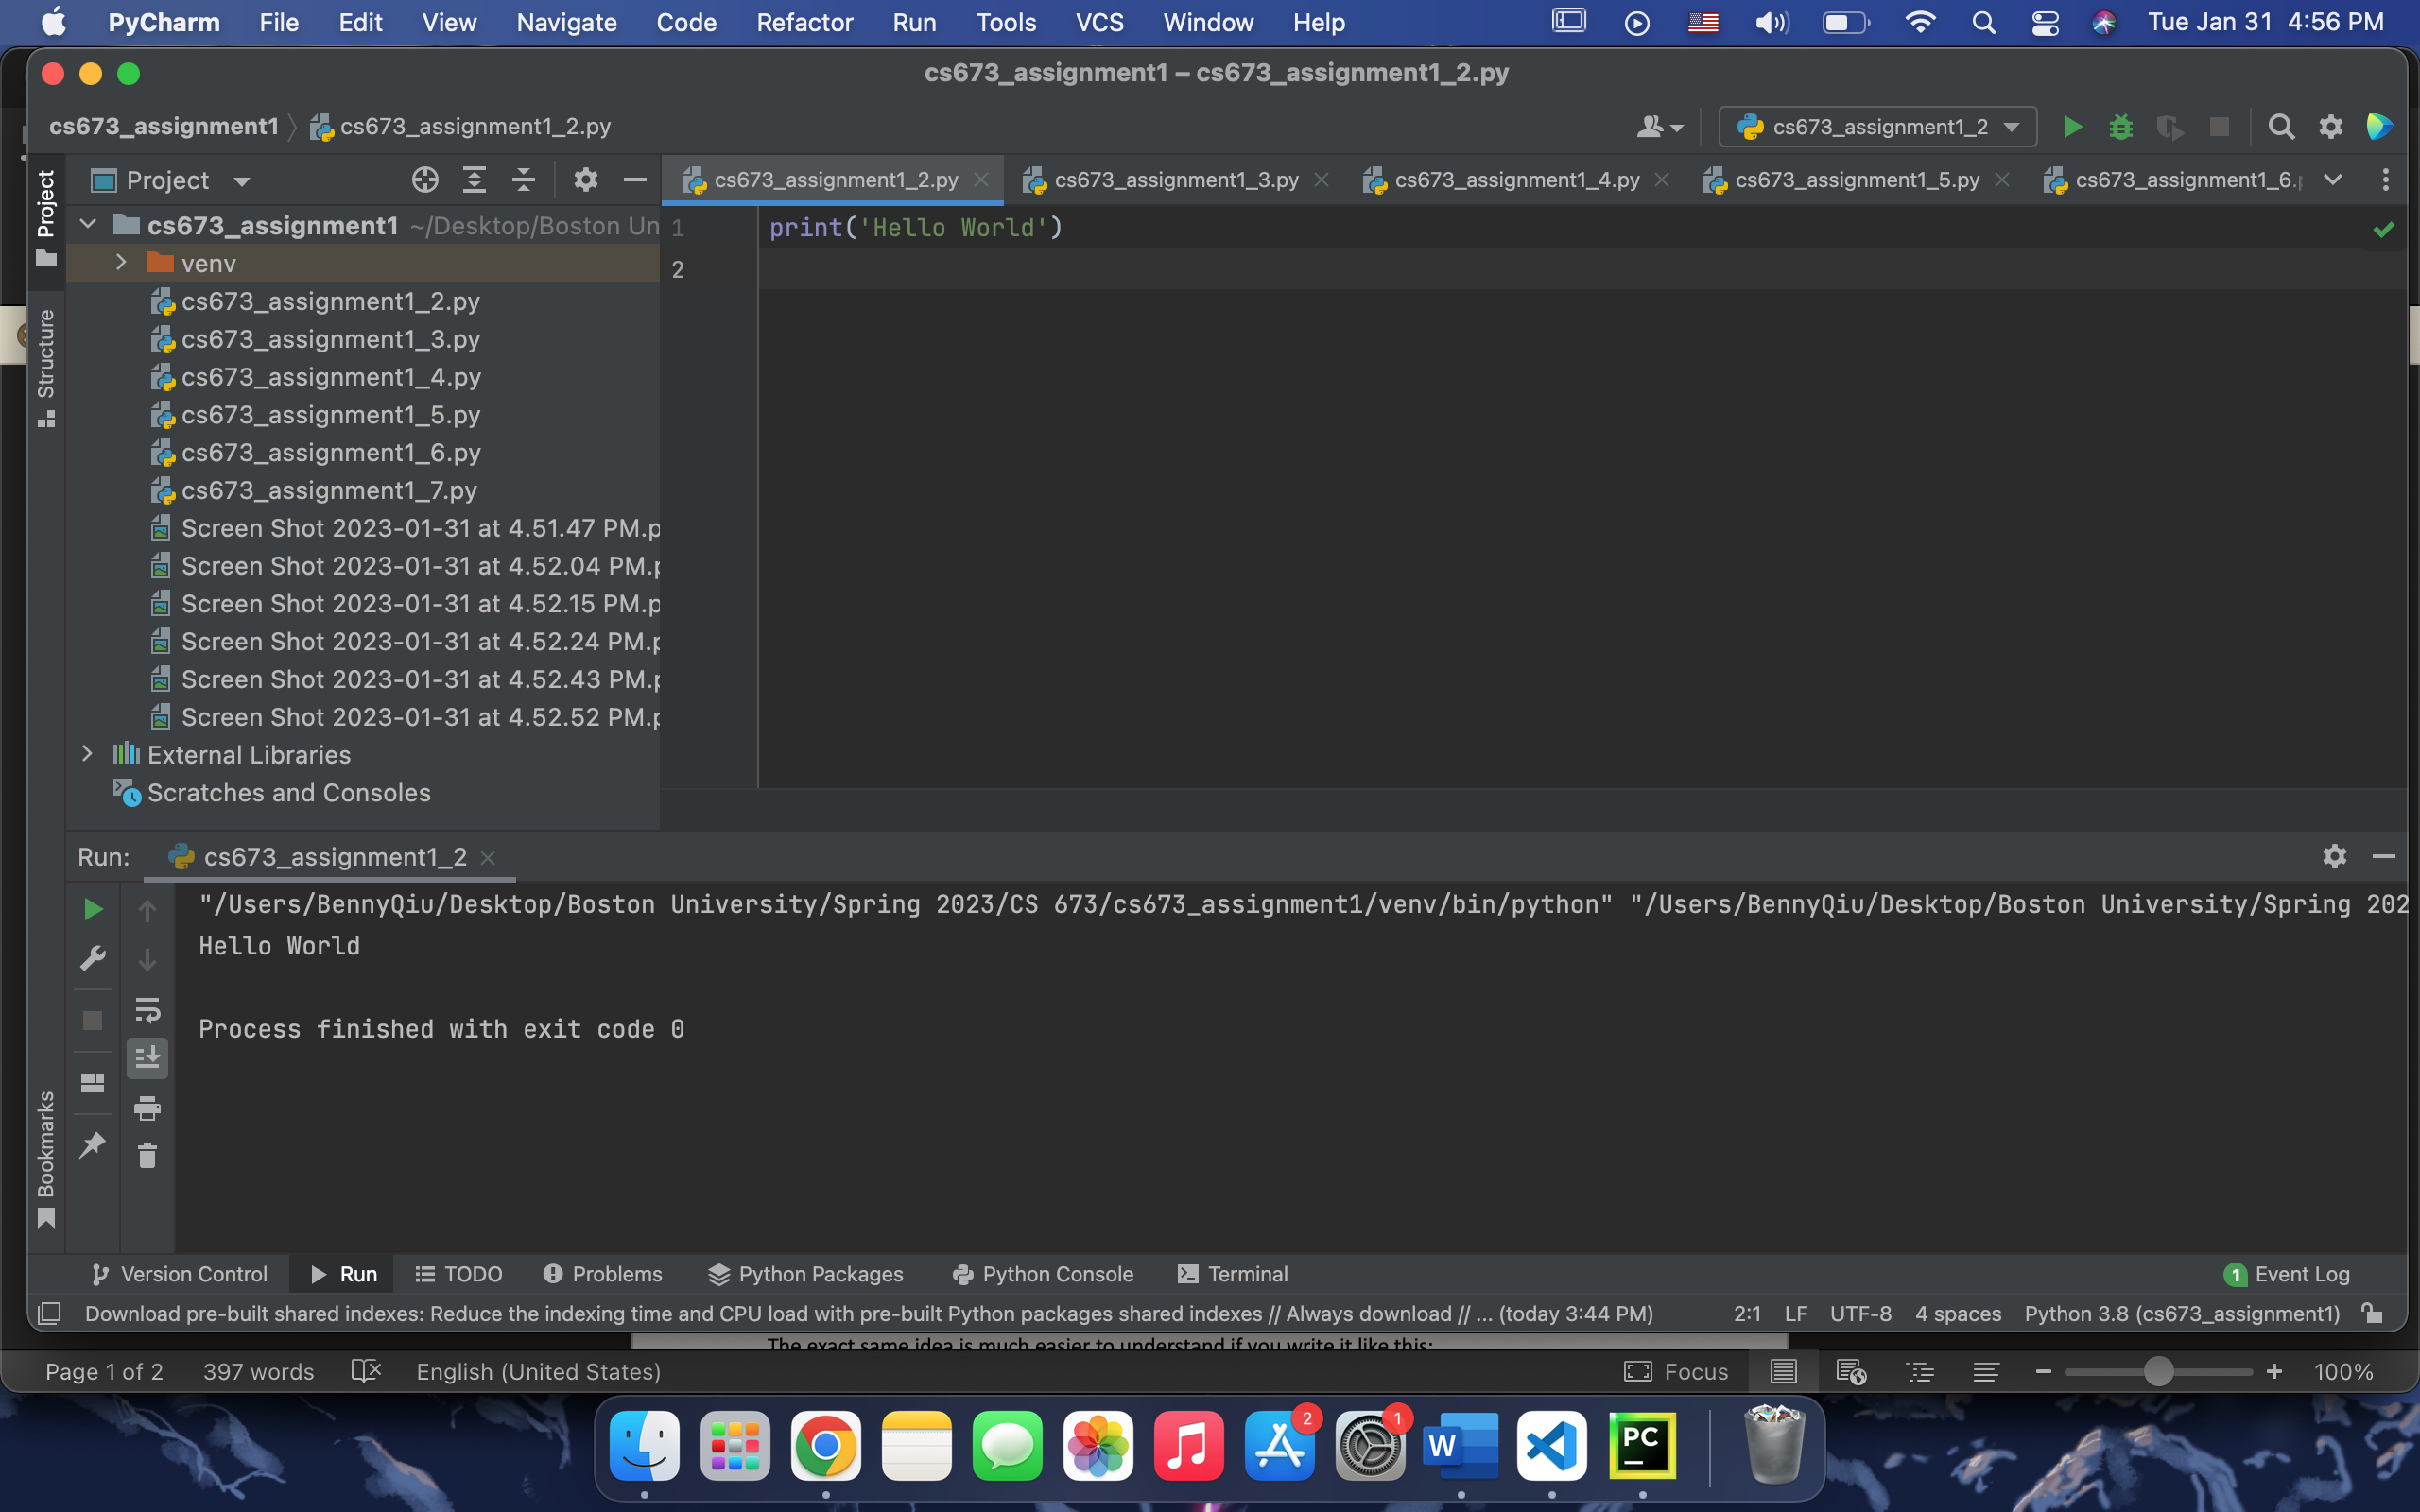 PyCharm File Edit View Navigate Code Refactor Run Tools VCS Window Help Tue Jan 31 4:56 PM
cs673_assignment1 – cs673_assignment1_2.py
cs673_assignment1 cs673_assignment1_2.py cs673_assignment1_2
Project cs673_assignment1_2.py cs673_assignment1_3.py cs673_assignment1_4.py cs673_assignment1_5.py cs673_assignment1_6.
Project
Structure
Bookmarks
cs673_assignment1 ~/Desktop/Boston Un
venv
cs673_assignment1_2.py
cs673_assignment1_3.py
cs673_assignment1_4.py
cs673_assignment1_5.py
cs673_assignment1_6.py
cs673_assignment1_7.py
Screen Shot 2023-01-31 at 4.51.47 PM.p
Screen Shot 2023-01-31 at 4.52.04 PM.p
Screen Shot 2023-01-31 at 4.52.15 PM.p
Screen Shot 2023-01-31 at 4.52.24 PM.p
Screen Shot 2023-01-31 at 4.52.43 PM.p
Screen Shot 2023-01-31 at 4.52.52 PM.p
External Libraries
Scratches and Consoles
1 print('Hello World')
2
Run: cs673_assignment1_2
"/Users/BennyQiu/Desktop/Boston University/Spring 2023/CS 673/cs673_assignment1/venv/bin/python" "/Users/BennyQiu/Desktop/Boston University/Spring 202
Hello World
Process finished with exit code 0
Version Control Run TODO Problems Python Packages Python Console Terminal 1 Event Log
Download pre-built shared indexes: Reduce the indexing time and CPU load with pre-built Python packages shared indexes // Always download // ... (today 3:44 PM) 2:1 LF UTF-8 4 spaces Python 3.8 (cs673_assignment1)
The exact same idea is much easier to understand if you write it like this:
Page 1 of 2 397 words English (United States) Focus 100%
2 1 W PC